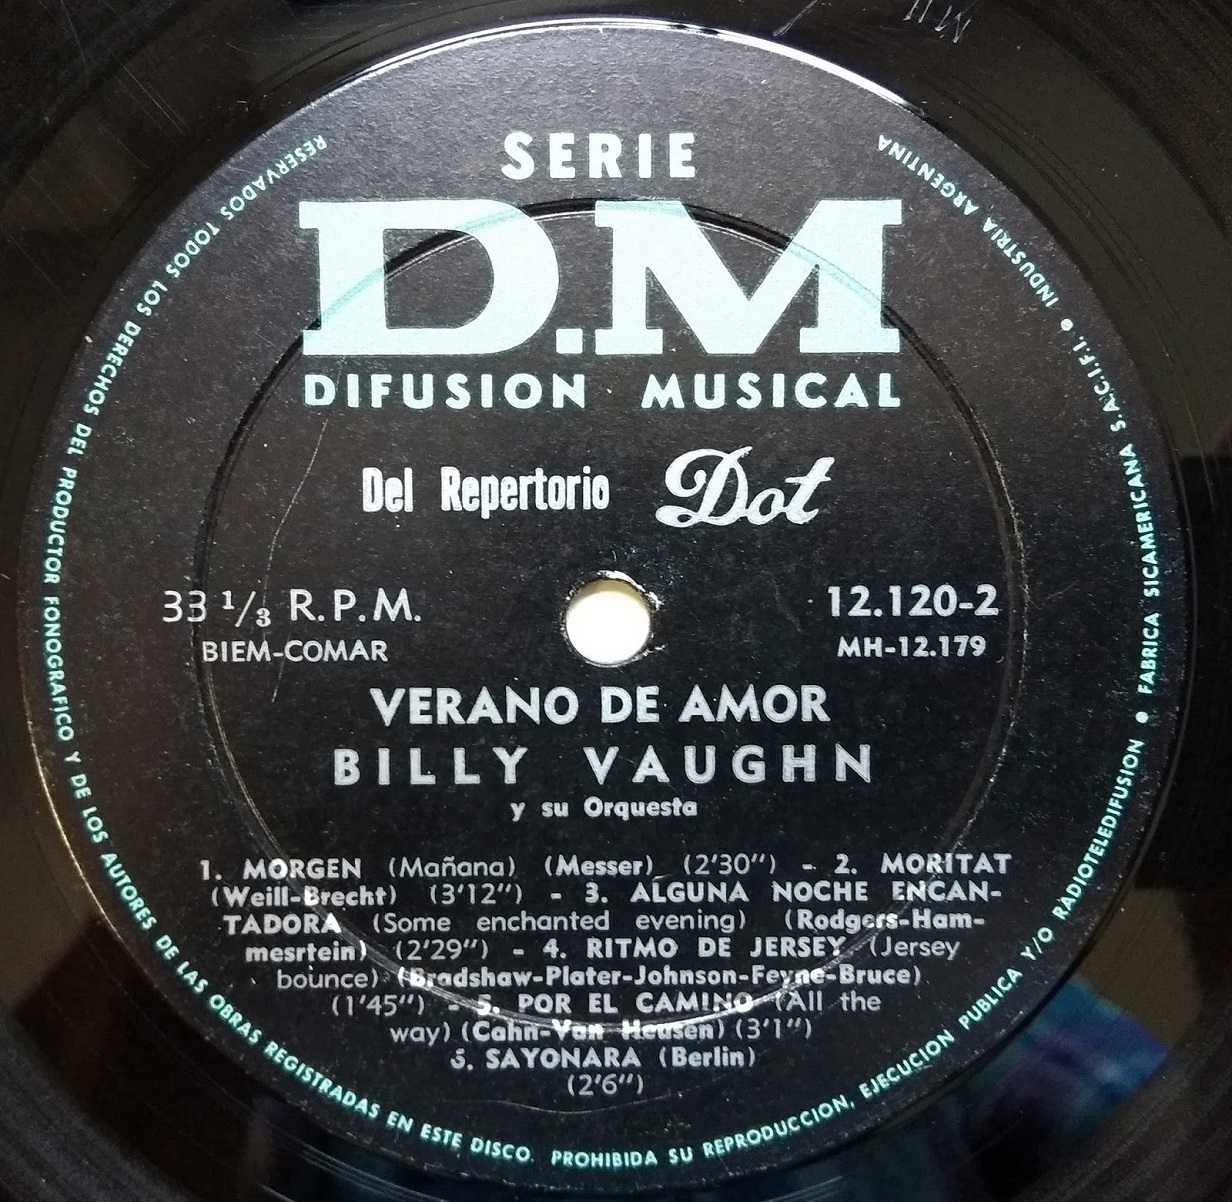 SERIE
D.M
DIFUSION MUSICAL
Del Repertorio Dot
33 1/3 R.P.M.
BIEM-COMAR
12.120-2
MH-12.179
VERANO DE AMOR
BILLY VAUGHN
y su Orquesta
1. MORGEN (Mañana) (Messer) (2'30") - 2. MORITAT
(Weill-Brecht) (3'12") - 3. ALGUNA NOCHE ENCAN-
TADORA (Some enchanted evening) (Rodgers-Ham-
mesrtein) (2'29") - 4. RITMO DE JERSEY (Jersey
bounce) (Bradshaw-Plater-Johnson-Feyne-Bruce)
(1'45") - 5. POR EL CAMINO (All the
way) (Cahn-Van Heusen) (3'1")
6. SAYONARA (Berlin)
(2'6")
RESERVADOS TODOS LOS DERECHOS DEL PRODUCTOR FONOGRAFICO Y DE LOS AUTORES DE LAS OBRAS REGISTRADAS EN ESTE DISCO. PROHIBIDA SU REPRODUCCION, EJECUCION PUBLICA Y/O RADIOTELEDIFUSION ● FABRICA SICAMERICANA S.A.C.I.F.I. ● INDUSTRIA ARGENTINA